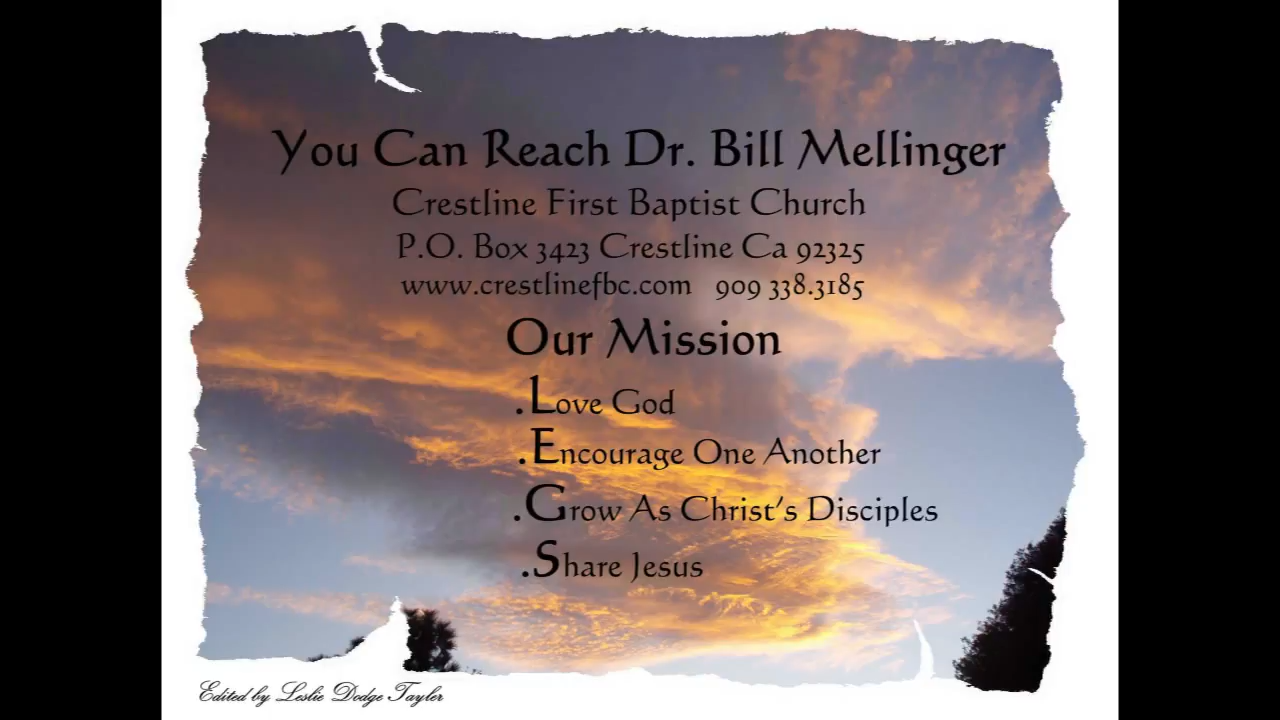 You Can Reach Dr. Bill Mellinger
Crestline First Baptist Church
P.O. Box 3423 Crestline Ca 92325
www.crestlinefbc.com 909 338.3185
Our Mission
.Love God
.Encourage One Another
.Grow As Christ's Disciples
.Share Jesus
Edited by Leslie Dodge Tayler